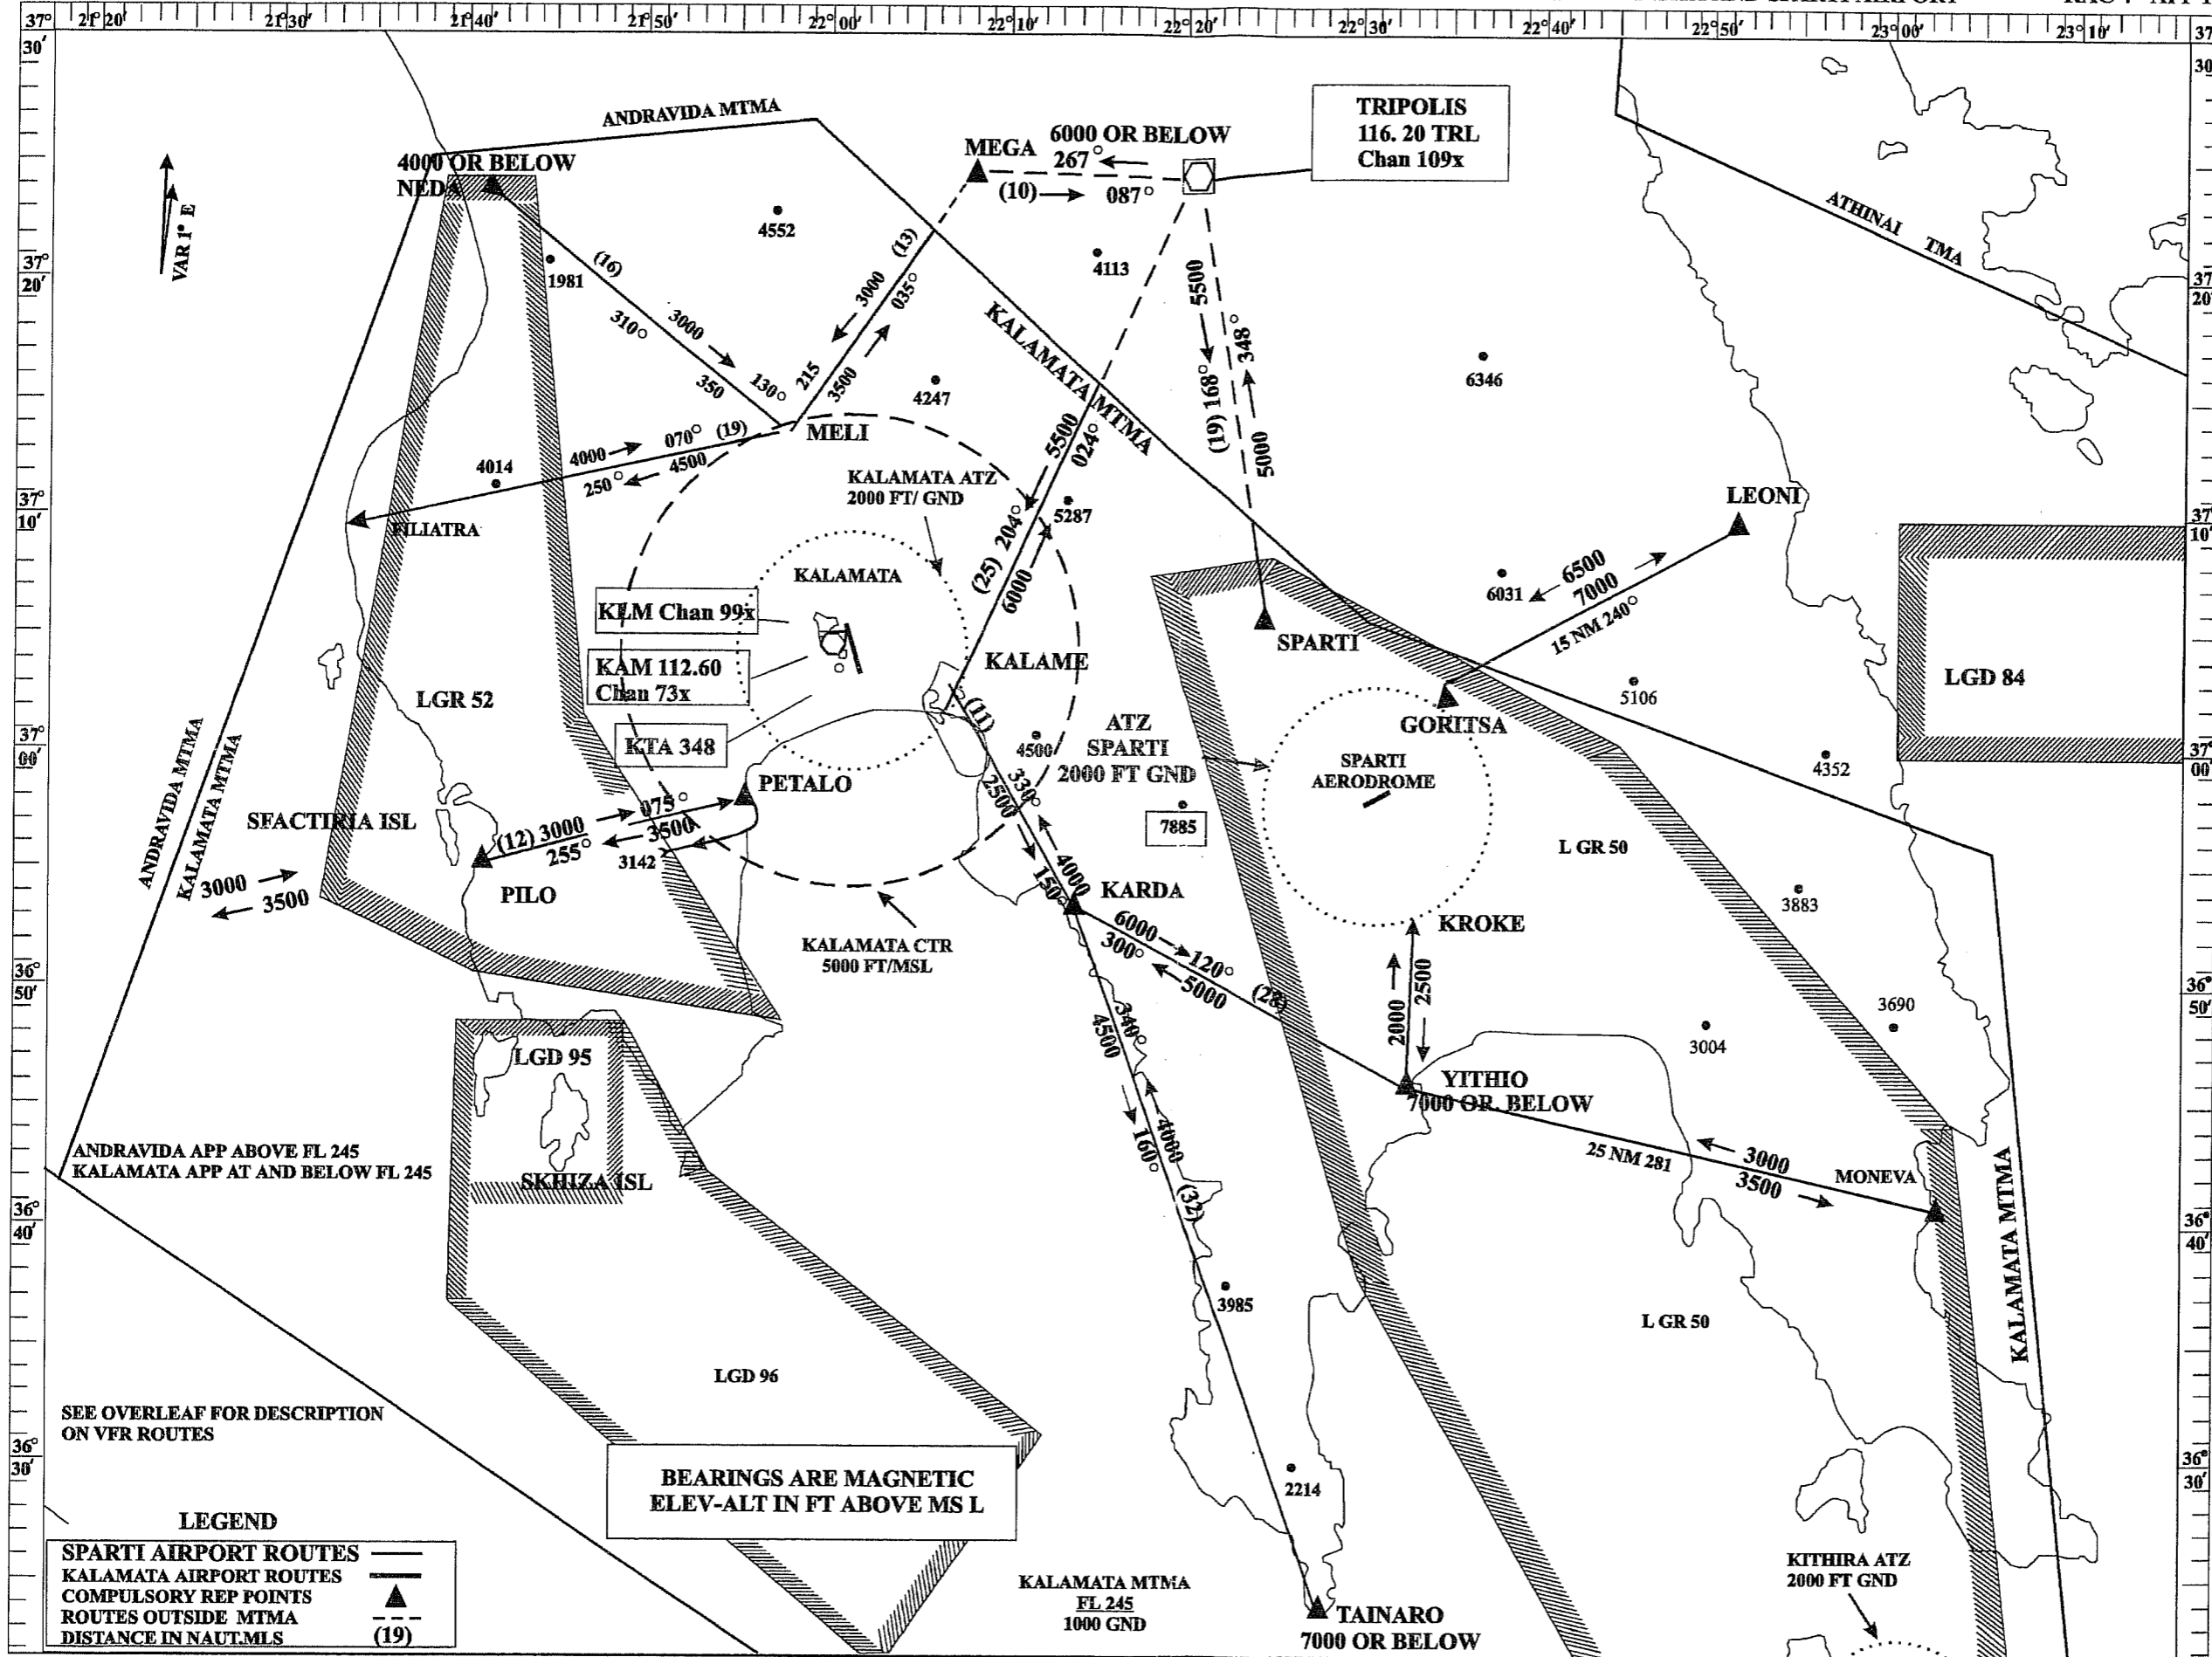 37° 21°20′ 21°30′ 21°40′ 21°50′ 22°00′ 22°10′ 22°20′ 22°30′ 22°40′ 22°50′ 23°00′ 23°10′ 37
30′
30
ANDRAVIDA MTMA
TRIPOLIS
116. 20 TRL
Chan 109x
MEGA
6000 OR BELOW
267°
(10)
087°
4000 OR BELOW
NEDA
VAR 1° E
4552
4113
1981
(16)
3000
310°
350
130°
(13)
3000
035°
215
3500
4247
ATHINAI TMA
KALAMATA MTMA
5500
(19) 168°
348°
5000
6346
37°
20′
37
20′
MELI
4000
070°
(19)
4500
250°
4014
FILIATRA
KALAMATA ATZ
2000 FT/ GND
5500
024°
(25) 204°
6000
5287
LEONI
37°
10′
37
10′
KALAMATA
KLM Chan 99x
KAM 112.60
Chan 73x
KTA 348
KALAME
SPARTI
6031
6500
7000
15 NM 240°
5106
LGD 84
LGR 52
GORITSA
(11)
4500
ATZ
SPARTI
2000 FT GND
SPARTI
AERODROME
4352
37°
00′
37
00′
ANDRAVIDA MTMA
KALAMATA MTMA
SFACTIRIA ISL
3000
3500
PETALO
075°
(12) 3000
3500
255°
3142
PILO
330°
2500
4000
150°
KARDA
7885
L GR 50
3883
KALAMATA CTR
5000 FT/MSL
6000
300°
120°
5000
(28)
KROKE
2000
2500
36°
50′
36°
50′
3690
3004
LGD 95
SKHIZA ISL
340°
4500
4000
160°
(32)
YITHIO
7000 OR. BELOW
3000
25 NM 281
3500
MONEVA
ANDRAVIDA APP ABOVE FL 245
KALAMATA APP AT AND BELOW FL 245
36°
40′
36°
40′
KALAMATA MTMA
3985
L GR 50
LGD 96
SEE OVERLEAF FOR DESCRIPTION
ON VFR ROUTES
36°
30′
36°
30′
BEARINGS ARE MAGNETIC
ELEV-ALT IN FT ABOVE MS L
2214
LEGEND
SPARTI AIRPORT ROUTES
KALAMATA AIRPORT ROUTES
COMPULSORY REP POINTS
ROUTES OUTSIDE MTMA
DISTANCE IN NAUT.MLS (19)
KALAMATA MTMA
FL 245
1000 GND
TAINARO
7000 OR BELOW
KITHIRA ATZ
2000 FT GND